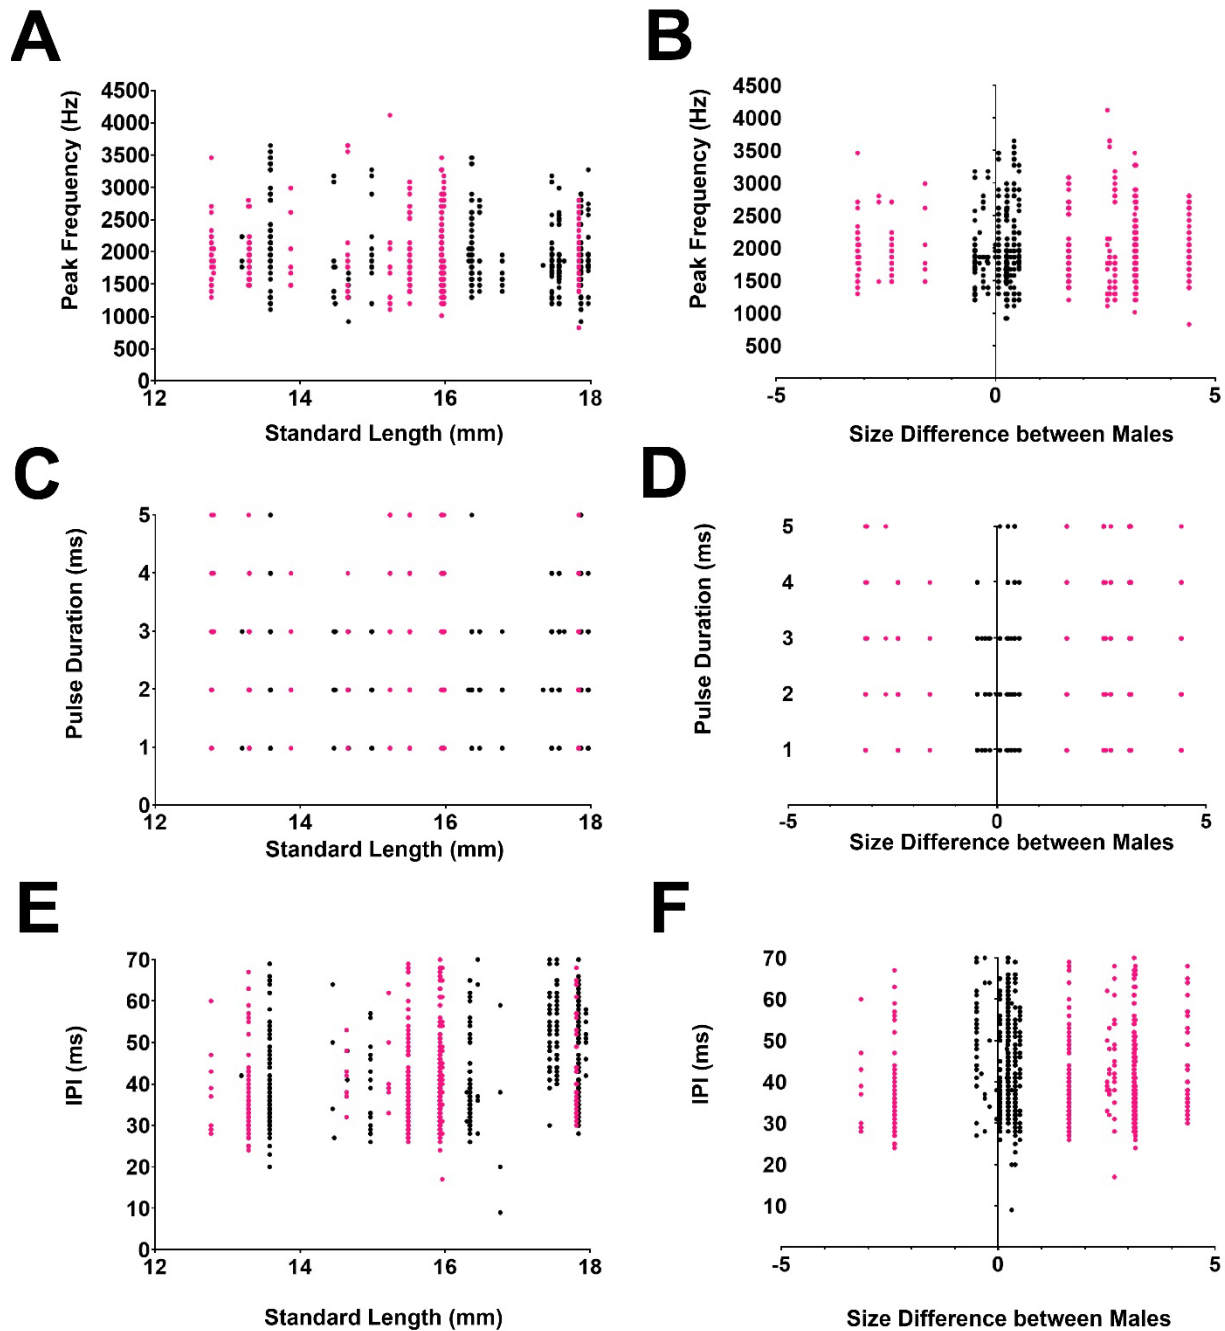 A
Peak Frequency (Hz)
4500
4000
3500
3000
2500
2000
1500
1000
500
0
12 14 16 18
Standard Length (mm)
B
Peak Frequency (Hz)
4500
4000
3500
3000
2500
2000
1500
1000
500
-5 0 5
Size Difference between Males
C
Pulse Duration (ms)
5
4
3
2
1
0
12 14 16 18
Standard Length (mm)
D
Pulse Duration (ms)
5
4
3
2
1
-5 0 5
Size Difference between Males
E
IPI (ms)
70
60
50
40
30
20
10
0
12 14 16 18
Standard Length (mm)
F
IPI (ms)
70
60
50
40
30
20
10
-5 0 5
Size Difference between Males